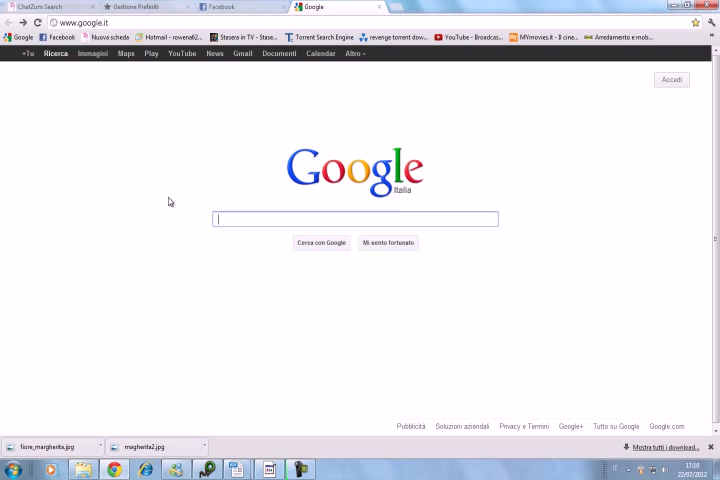 ChatZum Search
Gestione Preferiti
Facebook
Google
www.google.it
Google
Facebook
Nuova scheda
Hotmail - rowena62...
Stasera in TV - Stase...
Torrent Search Engine
revenge torrent dow...
YouTube - Broadcas...
MYmovies.it - Il cine...
Arredamento e mob...
+Tu Ricerca Immagini Maps Play YouTube News Gmail Documenti Calendar Altro
Accedi
Google
Italia
Cerca con Google
Mi sento fortunato
Pubblicità Soluzioni aziendali Privacy e Termini Google+ Tutto su Google Google.com
fiore_margherita.jpg
magherita2.jpg
Mostra tutti i download...
IT
17:10
22/07/2012